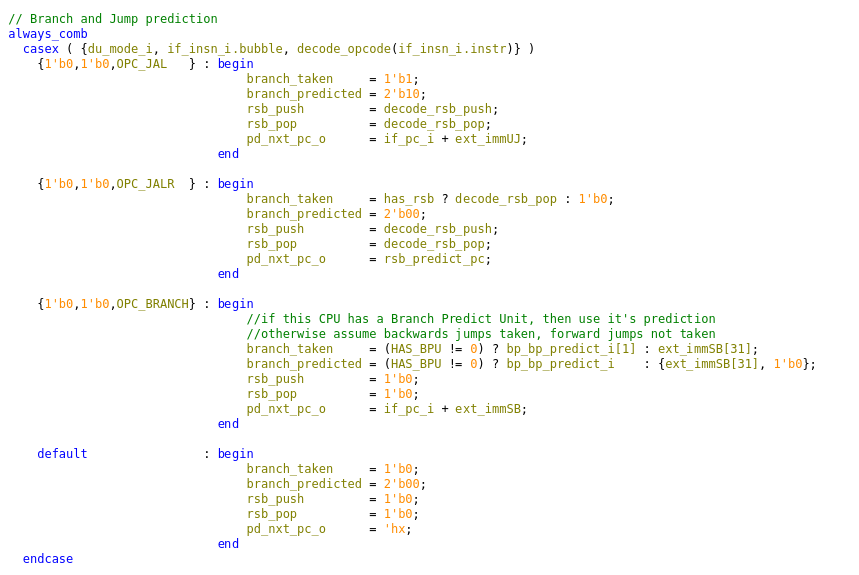 // Branch and Jump prediction
always_comb
  casex ( {du_mode_i, if_insn_i.bubble, decode_opcode(if_insn_i.instr)} )
    {1'b0,1'b0,OPC_JAL   } : begin
                                 branch_taken     = 1'b1;
                                 branch_predicted = 2'b10;
                                 rsb_push         = decode_rsb_push;
                                 rsb_pop          = decode_rsb_pop;
                                 pd_nxt_pc_o      = if_pc_i + ext_immUJ;
                             end

    {1'b0,1'b0,OPC_JALR  } : begin
                                 branch_taken     = has_rsb ? decode_rsb_pop : 1'b0;
                                 branch_predicted = 2'b00;
                                 rsb_push         = decode_rsb_push;
                                 rsb_pop          = decode_rsb_pop;
                                 pd_nxt_pc_o      = rsb_predict_pc;
                             end

    {1'b0,1'b0,OPC_BRANCH} : begin
                                 //if this CPU has a Branch Predict Unit, then use it's prediction
                                 //otherwise assume backwards jumps taken, forward jumps not taken
                                 branch_taken     = (HAS_BPU != 0) ? bp_bp_predict_i[1] : ext_immSB[31];
                                 branch_predicted = (HAS_BPU != 0) ? bp_bp_predict_i    : {ext_immSB[31], 1'b0};
                                 rsb_push         = 1'b0;
                                 rsb_pop          = 1'b0;
                                 pd_nxt_pc_o      = if_pc_i + ext_immSB;
                             end

    default                : begin
                                 branch_taken     = 1'b0;
                                 branch_predicted = 2'b00;
                                 rsb_push         = 1'b0;
                                 rsb_pop          = 1'b0;
                                 pd_nxt_pc_o      = 'hx;
                             end
  endcase